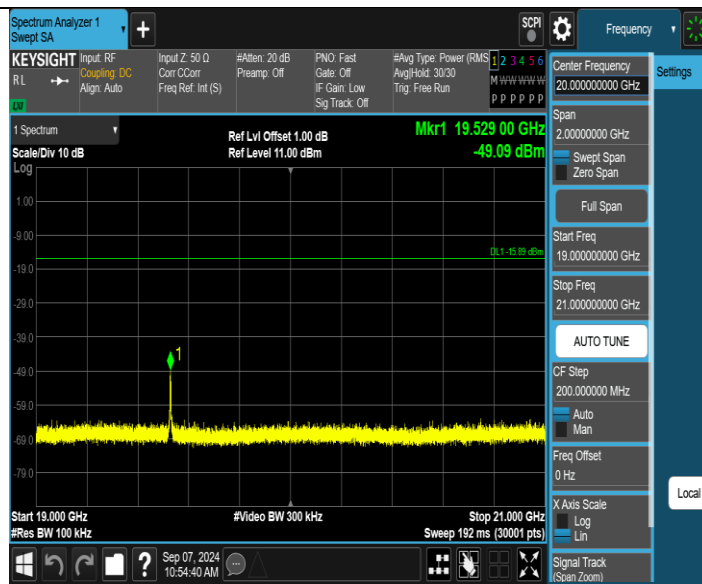 Spectrum Analyzer 1
Swept SA
+
SCPI
Frequency
KEYSIGHT
RL
LXI
Input: RF
Coupling: DC
Align: Auto
Input Z: 50 Ω
Corr CCorr
Freq Ref: Int (S)
#Atten: 20 dB
Preamp: Off
PNO: Fast
Gate: Off
IF Gain: Low
Sig Track: Off
#Avg Type: Power (RMS
Avg|Hold: 30/30
Trig: Free Run
1 2 3 4 5 6
M W W W W W
P P P P P P
1 Spectrum
Scale/Div 10 dB
Log
Ref Lvl Offset 1.00 dB
Ref Level 11.00 dBm
Mkr1 19.529 00 GHz
-49.09 dBm
1.00
-9.00
DL1 -15.89 dBm
-19.0
-29.0
-39.0
1
-49.0
-59.0
-69.0
-79.0
Start 19.000 GHz
#Video BW 300 kHz
Stop 21.000 GHz
#Res BW 100 kHz
Sweep 192 ms (30001 pts)
Sep 07, 2024
10:54:40 AM
?
Center Frequency
20.000000000 GHz
Settings
Span
2.00000000 GHz
Swept Span
Zero Span
Full Span
Start Freq
19.000000000 GHz
Stop Freq
21.000000000 GHz
AUTO TUNE
CF Step
200.000000 MHz
Auto
Man
Freq Offset
0 Hz
X Axis Scale
Log
Lin
Local
Signal Track
(Span Zoom)